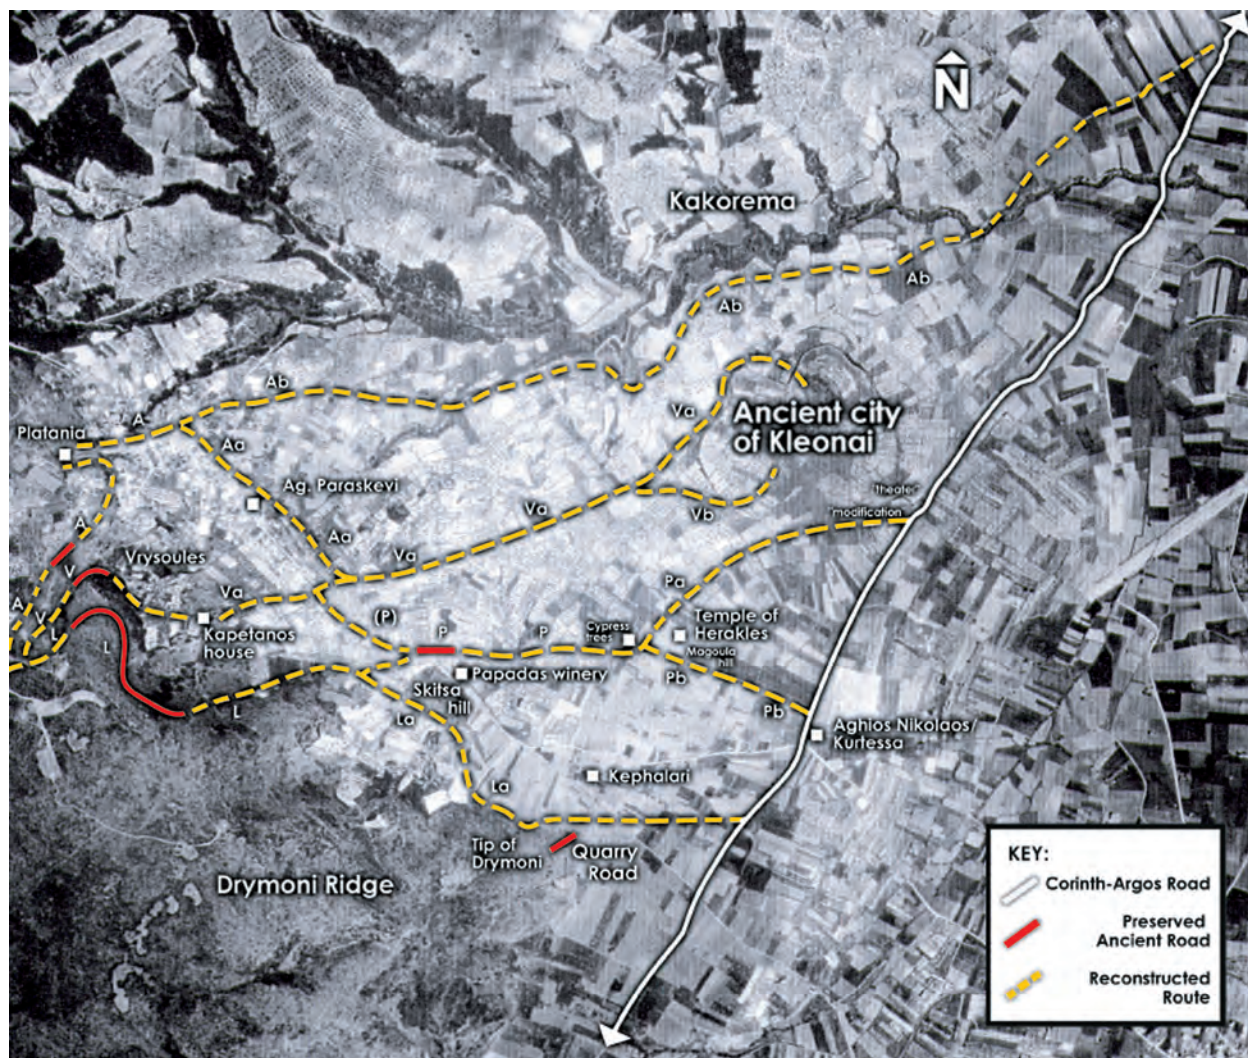 N
Kakorema
Ab
Ab
Ab
A
Platania
Va
Ancient city
of Kleonai
Aa
Ag. Paraskevi
"theater"
"modification"
Va
Vb
A
Aa
Va
Vrysoules
V
Pa
Va
A
V
(P)
Temple of
Herakles
L
Kapetanos
house
P
P
Cypress
trees
L
Magoula
hill
Papadas winery
Pb
Skitsa
hill
L
La
Pb
Aghios Nikolaos/
Kurtessa
Kephalari
La
Tip of
Drymoni
Quarry
Road
Drymoni Ridge
KEY:
Corinth-Argos Road
Preserved
Ancient Road
Reconstructed
Route